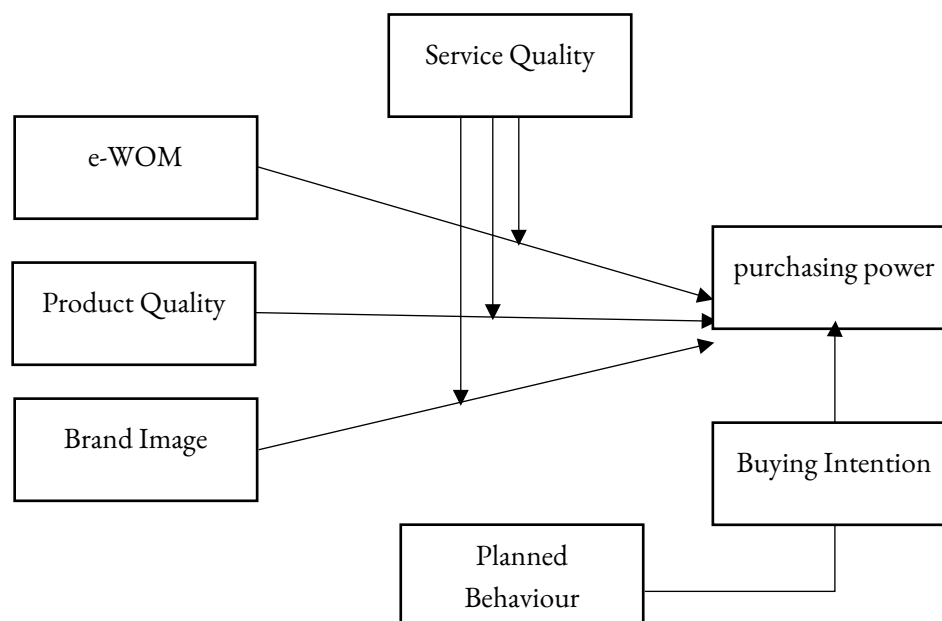 Service Quality
e-WOM
purchasing power
Product Quality
Brand Image
Buying Intention
Planned
Behaviour